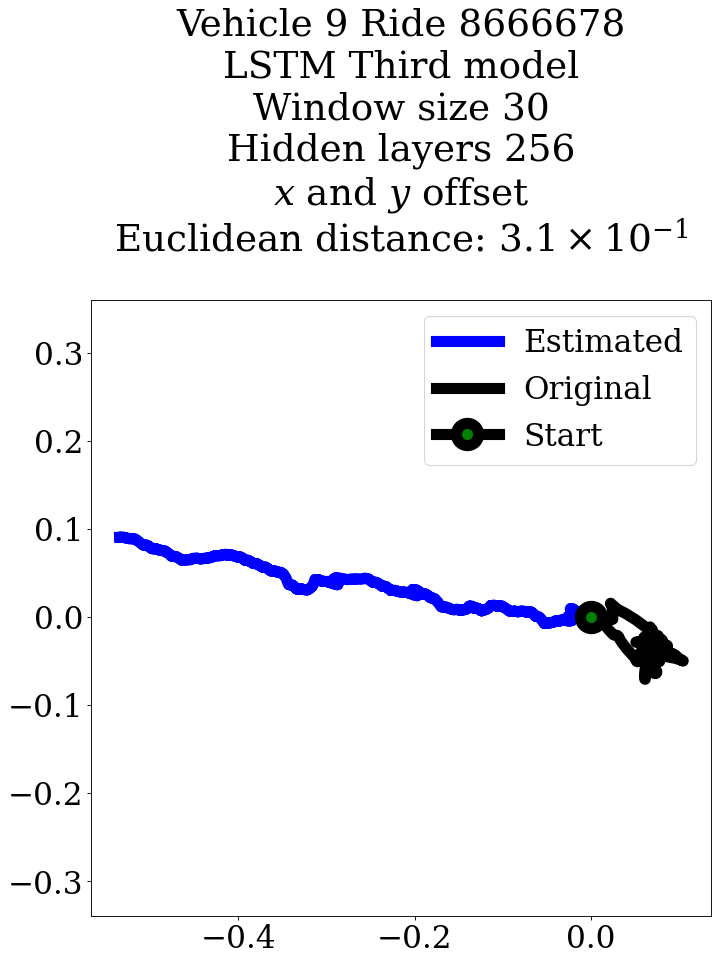 Vehicle 9 Ride 8666678
LSTM Third model
Window size 30
Hidden layers 256
x and y offset
Euclidean distance: 3.1 × 10⁻¹
Estimated
Original
Start
0.3
0.2
0.1
0.0
−0.1
−0.2
−0.3
−0.4
−0.2
0.0